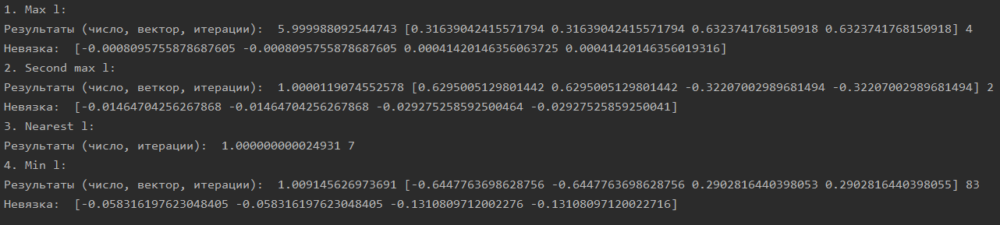 1. Max l:
Результаты (число, вектор, итерации):  5.999988092544743 [0.31639042415571794 0.31639042415571794 0.6323741768150918 0.6323741768150918] 4
Невязка:  [-0.0008095755878687605 -0.0008095755878687605 0.00041420146356063725 0.00041420146356019316]
2. Second max l:
Результаты (число, веткор, итерации):  1.0000119074552578 [0.6295005129801442 0.6295005129801442 -0.32207002989681494 -0.32207002989681494] 2
Невязка:  [-0.01464704256267868 -0.01464704256267868 -0.029275258592500464 -0.02927525859250041]
3. Nearest l:
Результаты (число, итерации):  1.000000000024931 7
4. Min l:
Результаты (число, вектор, итерации):  1.009145626973691 [-0.6447763698628756 -0.6447763698628756 0.2902816440398053 0.2902816440398055] 83
Невязка:  [-0.058316197623048405 -0.058316197623048405 -0.1310809712002276 -0.13108097120022716]